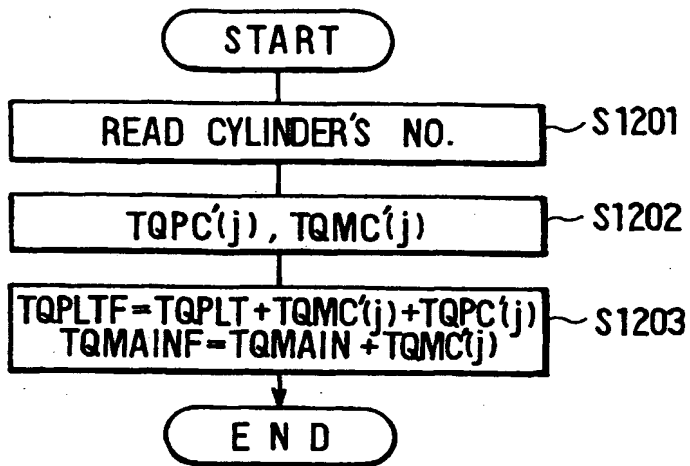 START
READ CYLINDER'S NO.
S1201
TQPC'(j), TQMC'(j)
S1202
TQPLTF=TQPLT+TQMC'(j)+TQPC'(j)
TQMAINF=TQMAIN+TQMC'(j)
S1203
END